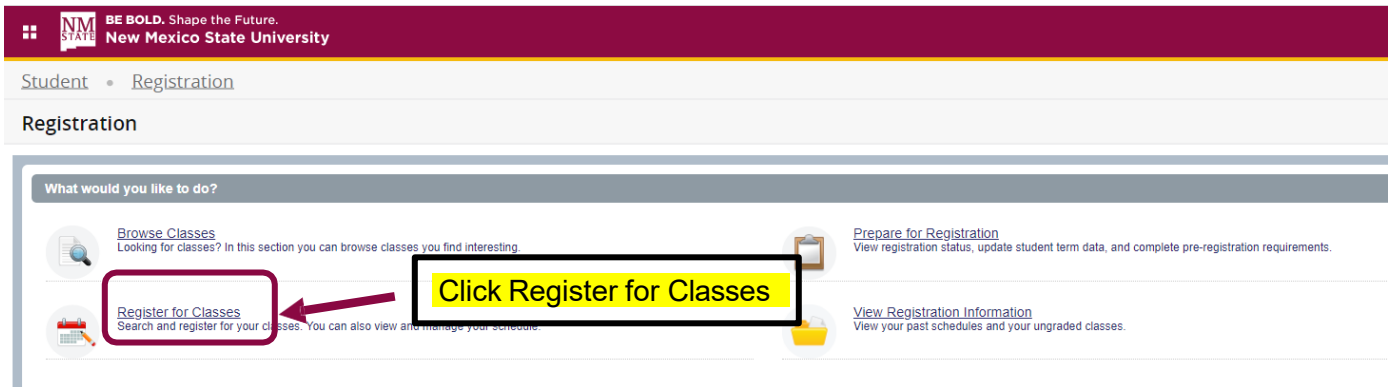 NM
STATE
BE BOLD. Shape the Future.
New Mexico State University
Student • Registration
Registration
What would you like to do?
Browse Classes
Looking for classes? In this section you can browse classes you find interesting.
Prepare for Registration
View registration status, update student term data, and complete pre-registration requirements.
Click Register for Classes
Register for Classes
Search and register for your classes. You can also view and manage your schedule.
View Registration Information
View your past schedules and your ungraded classes.